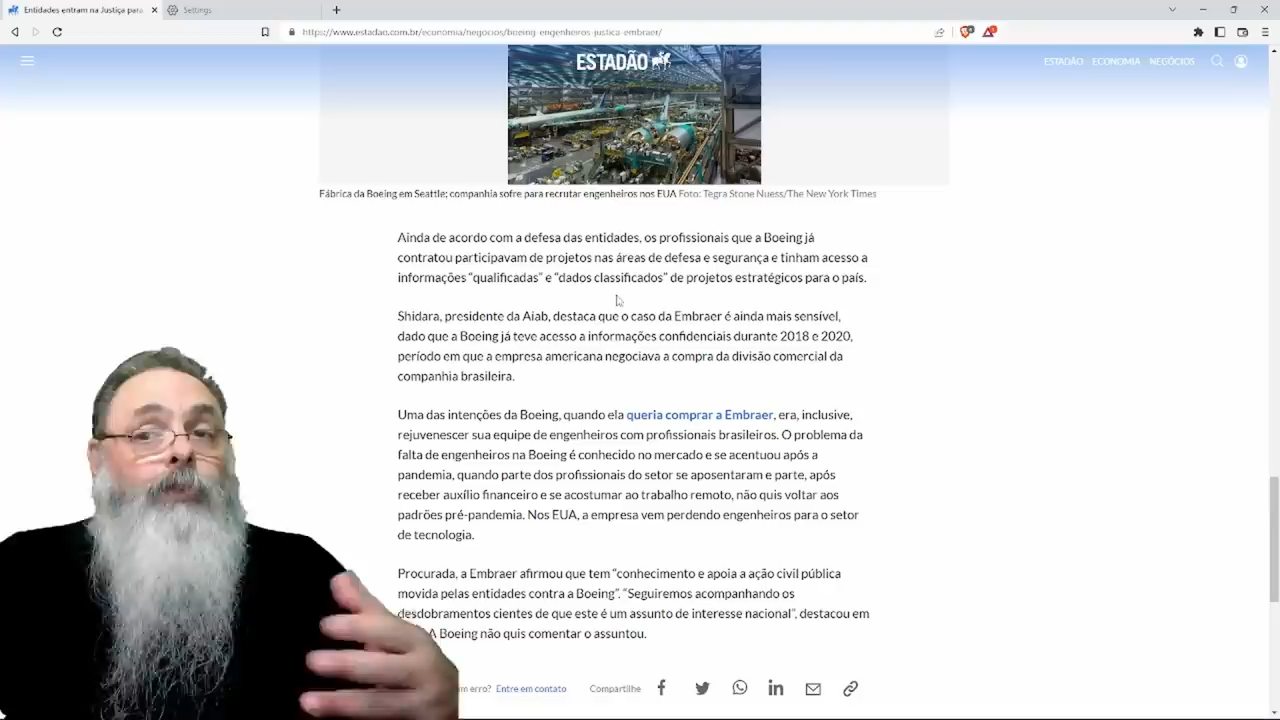 Entidades entram na Justiça para
Settings
https://www.estadao.com.br/economia/negocios/boeing-engenheiros-justica-embraer/
ESTADÃO
ESTADÃO ECONOMIA NEGÓCIOS
Fábrica da Boeing em Seattle; companhia sofre para recrutar engenheiros nos EUA Foto: Tegra Stone Nuess/The New York Times
Ainda de acordo com a defesa das entidades, os profissionais que a Boeing já
contratou participavam de projetos nas áreas de defesa e segurança e tinham acesso a
informações “qualificadas” e “dados classificados” de projetos estratégicos para o país.
Shidara, presidente da Aiab, destaca que o caso da Embraer é ainda mais sensível,
dado que a Boeing já teve acesso a informações confidenciais durante 2018 e 2020,
período em que a empresa americana negociava a compra da divisão comercial da
companhia brasileira.
Uma das intenções da Boeing, quando ela queria comprar a Embraer, era, inclusive,
rejuvenescer sua equipe de engenheiros com profissionais brasileiros. O problema da
falta de engenheiros na Boeing é conhecido no mercado e se acentuou após a
pandemia, quando parte dos profissionais do setor se aposentaram e parte, após
receber auxílio financeiro e se acostumar ao trabalho remoto, não quis voltar aos
padrões pré-pandemia. Nos EUA, a empresa vem perdendo engenheiros para o setor
de tecnologia.
Procurada, a Embraer afirmou que tem “conhecimento e apoia a ação civil pública
movida pelas entidades contra a Boeing”. “Seguiremos acompanhando os
desdobramentos cientes de que este é um assunto de interesse nacional”, destacou em
A Boeing não quis comentar o assuntou.
m erro? Entre em contato Compartilhe